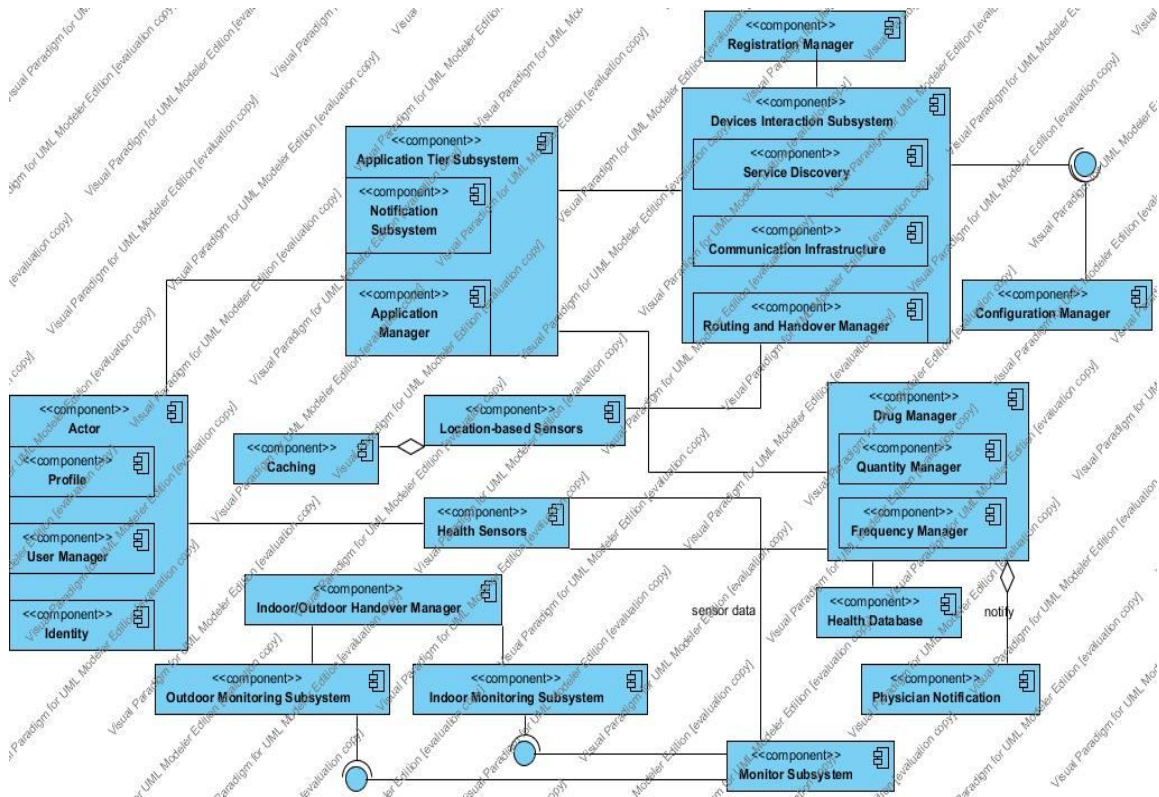 <<component>>
Registration Manager
<<component>>
Devices Interaction Subsystem
<<component>>
Service Discovery
<<component>>
Communication Infrastructure
<<component>>
Routing and Handover Manager
<<component>>
Application Tier Subsystem
<<component>>
Notification
Subsystem
<<component>>
Application
Manager
<<component>>
Configuration Manager
<<component>>
Actor
<<component>>
Profile
<<component>>
User Manager
<<component>>
Identity
<<component>>
Location-based Sensors
<<component>>
Caching
<<component>>
Drug Manager
<<component>>
Quantity Manager
<<component>>
Frequency Manager
<<component>>
Health Sensors
<<component>>
Indoor/Outdoor Handover Manager
sensor data
<<component>>
Health Database
notify
<<component>>
Outdoor Monitoring Subsystem
<<component>>
Indoor Monitoring Subsystem
<<component>>
Physician Notification
<<component>>
Monitor Subsystem
Visual Paradigm for UML Modeler Edition [evaluation copy]